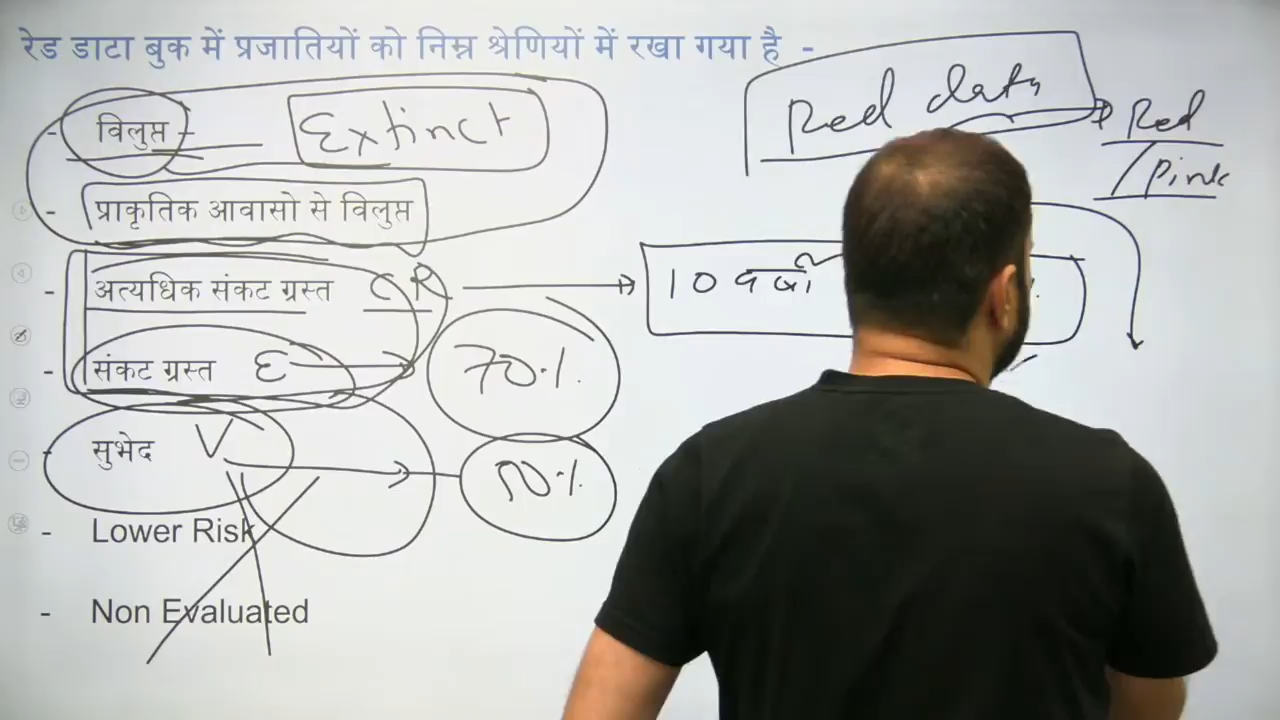 रेड डाटा बुक में प्रजातियों को निम्न श्रेणियों में रखा गया है -
Red data
Red
/Pink
- विलुप्त - Extinct
- प्राकृतिक आवासो से विलुप्त
- अत्यधिक संकट ग्रस्त CR
10 वर्षों
- संकट ग्रस्त E
70%
- सुभेद V
50%
- Lower Risk
- Non Evaluated